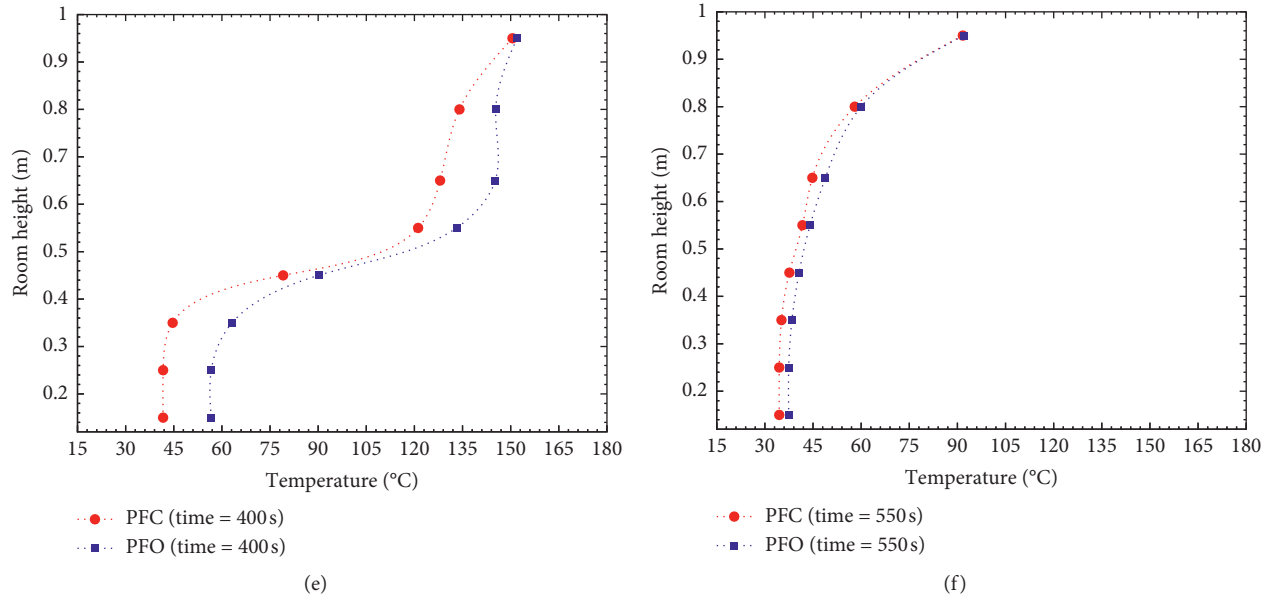 1
0.9
0.8
0.7
0.6
0.5
0.4
0.3
0.2
Room height (m)
15 30 45 60 75 90 105 120 135 150 165 180
Temperature (°C)
PFC (time = 400 s)
PFO (time = 400 s)
(e)
1
0.9
0.8
0.7
0.6
0.5
0.4
0.3
0.2
Room height (m)
15 30 45 60 75 90 105 120 135 150 165 180
Temperature (°C)
PFC (time = 550 s)
PFO (time = 550 s)
(f)